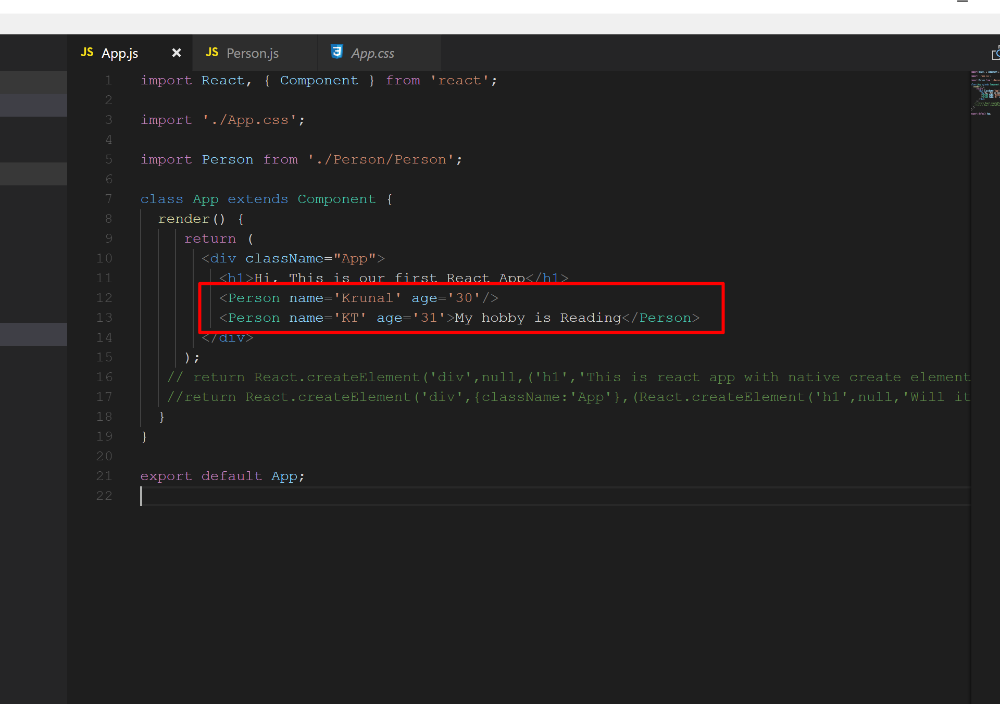 JS App.js × JS Person.js 3 App.css
1 import React, { Component } from 'react';
2
3 import './App.css';
4
5 import Person from './Person/Person';
6
7 class App extends Component {
8 render() {
9 return (
10 <div className="App">
11 <h1>Hi, This is our first React App</h1>
12 <Person name='Krunal' age='30'/>
13 <Person name='KT' age='31'>My hobby is Reading</Person>
14 </div>
15 );
16 // return React.createElement('div',null,('h1','This is react app with native create element
17 //return React.createElement('div',{className:'App'},(React.createElement('h1',null,'Will it
18 }
19 }
20
21 export default App;
22